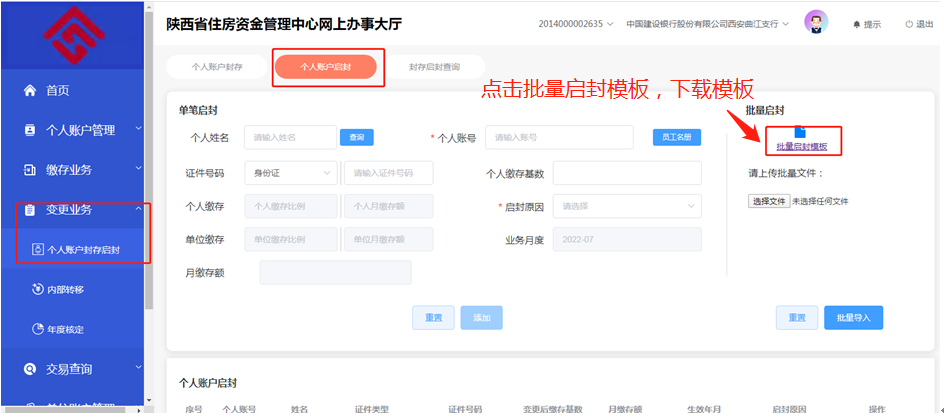 陕西省住房资金管理中心网上办事大厅
2014000002635 中国建设银行股份有限公司西安曲江支行 提示 退出
首页
个人账户管理
缴存业务
变更业务
个人账户封存启封
内部转移
年度核定
交易查询
个人账户封存 个人账户启封 封存启封查询
点击批量启封模板，下载模板
单笔启封
个人姓名 请输入姓名 查询 * 个人账号 请输入账号 员工名册
证件号码 身份证 请输入证件号码 个人缴存基数
个人缴存 个人缴存比例 个人月缴存额 * 启封原因 请选择
单位缴存 单位缴存比例 单位月缴存额 业务月度 2022-07
月缴存额
重置 添加
批量启封
批量启封模板
请上传批量文件：
选择文件 未选择任何文件
重置 批量导入
个人账户启封
序号 个人账号 姓名 证件类型 证件号码 变更后缴存基数 月缴存额 生效年月 启封原因 操作